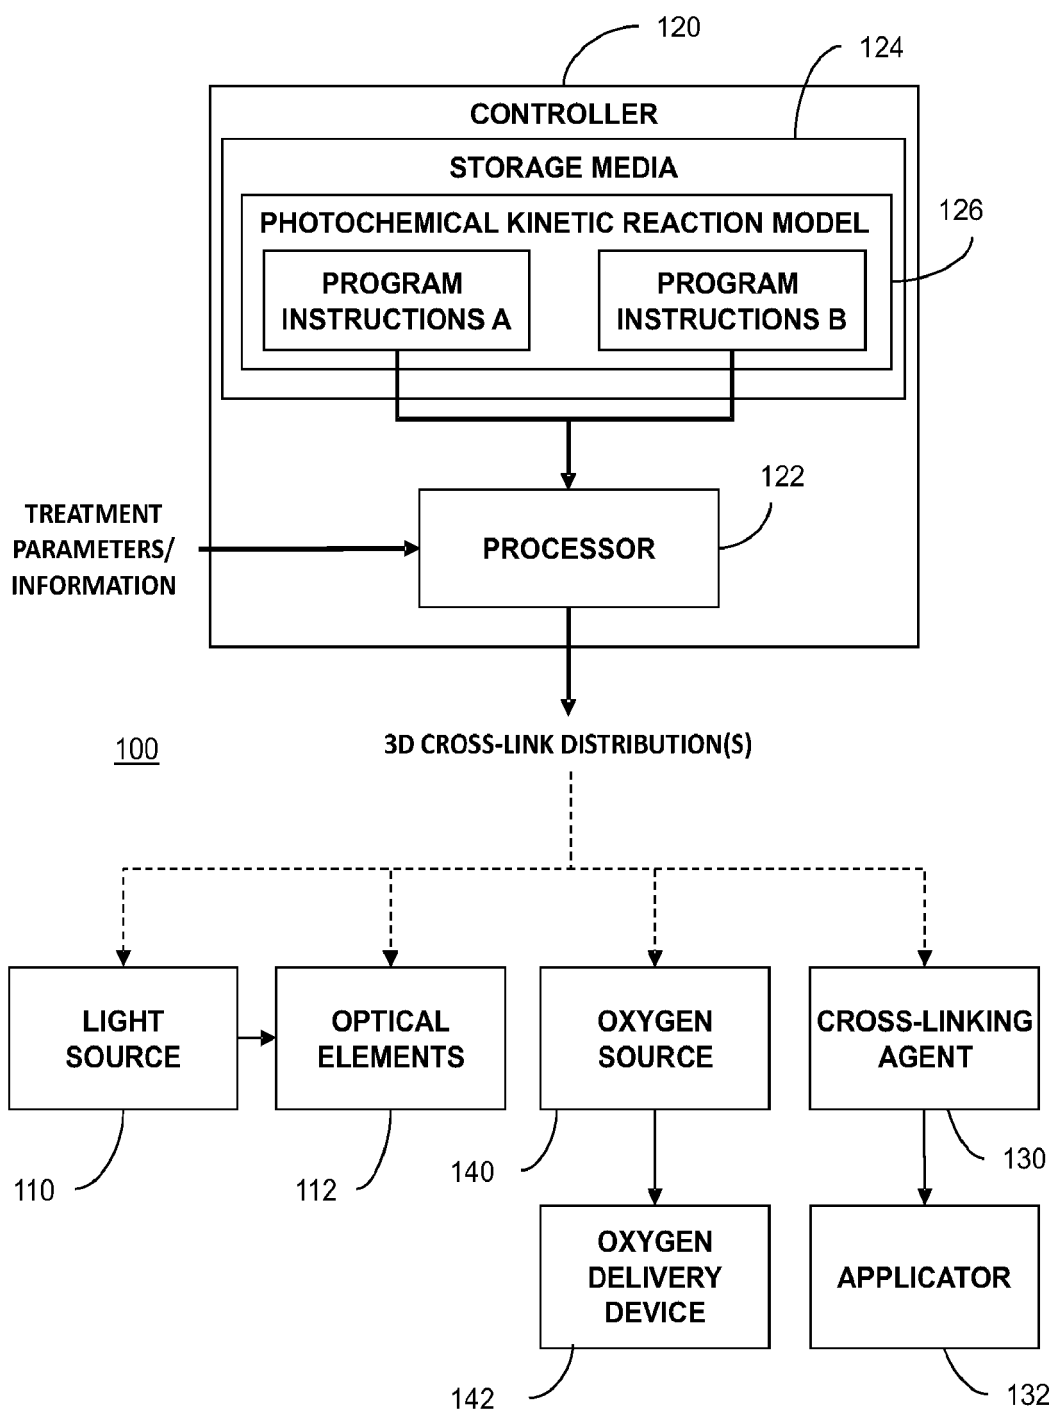 120
124
CONTROLLER
STORAGE MEDIA
126
PHOTOCHEMICAL KINETIC REACTION MODEL
PROGRAM
INSTRUCTIONS A
PROGRAM
INSTRUCTIONS B
122
TREATMENT
PARAMETERS/
INFORMATION
PROCESSOR
100
3D CROSS-LINK DISTRIBUTION(S)
LIGHT
SOURCE
OPTICAL
ELEMENTS
OXYGEN
SOURCE
CROSS-LINKING
AGENT
110
112
140
130
OXYGEN
DELIVERY
DEVICE
APPLICATOR
142
132